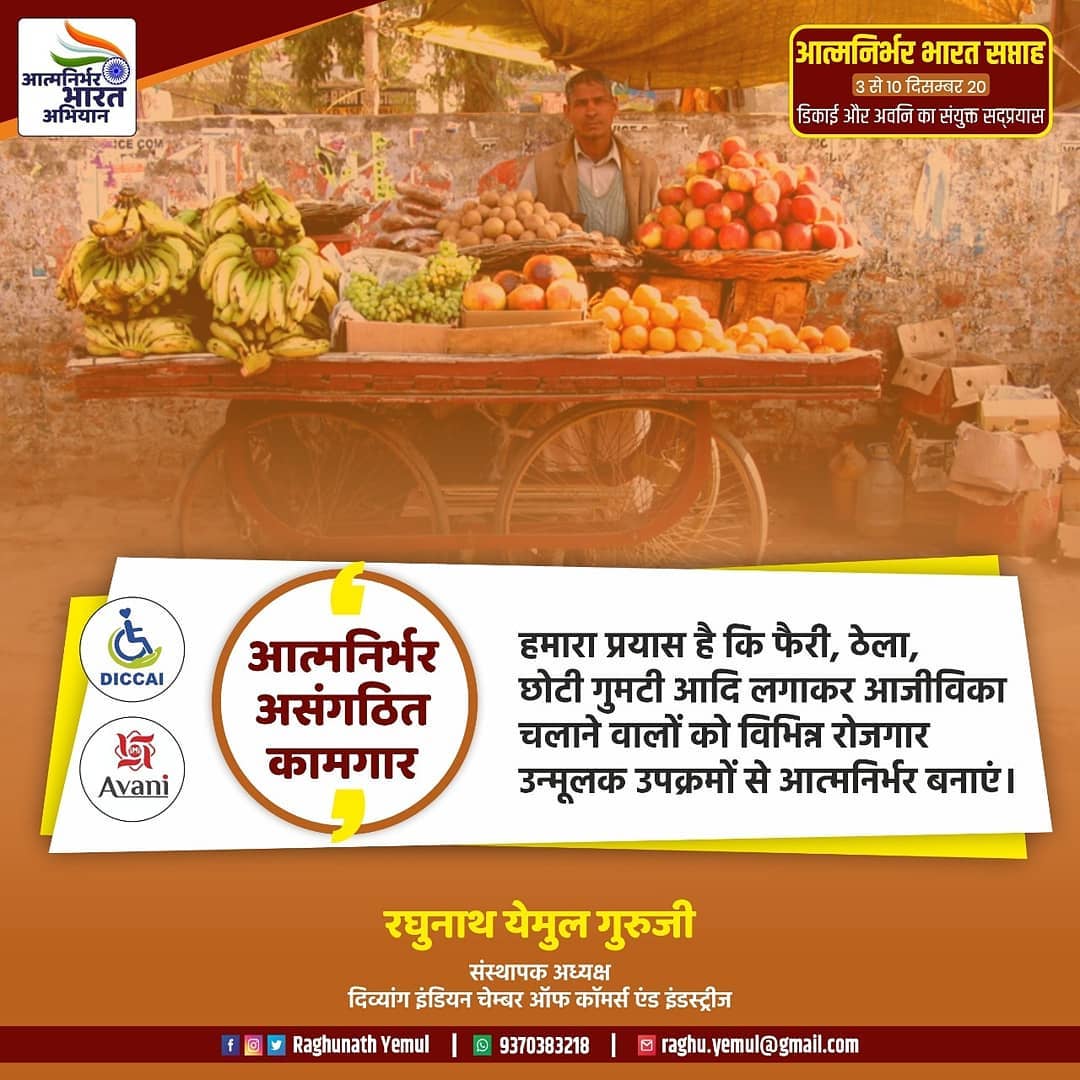 आत्मनिर्भर
भारत
अभियान
आत्मनिर्भर भारत सप्ताह
3 से 10 दिसम्बर 20
डिकाई और अवनि का संयुक्त सद्प्रयास
ICE COM
DICCAI
Avani
‘
आत्मनिर्भर
असंगठित
कामगार
’
हमारा प्रयास है कि फैरी, ठेला,
छोटी गुमटी आदि लगाकर आजीविका
चलाने वालों को विभिन्न रोजगार
उन्मूलक उपक्रमों से आत्मनिर्भर बनाएं।
रघुनाथ येमुल गुरुजी
संस्थापक अध्यक्ष
दिव्यांग इंडियन चेम्बर ऑफ कॉमर्स एंड इंडस्ट्रीज
Raghunath Yemul | 9370383218 | raghu.yemul@gmail.com